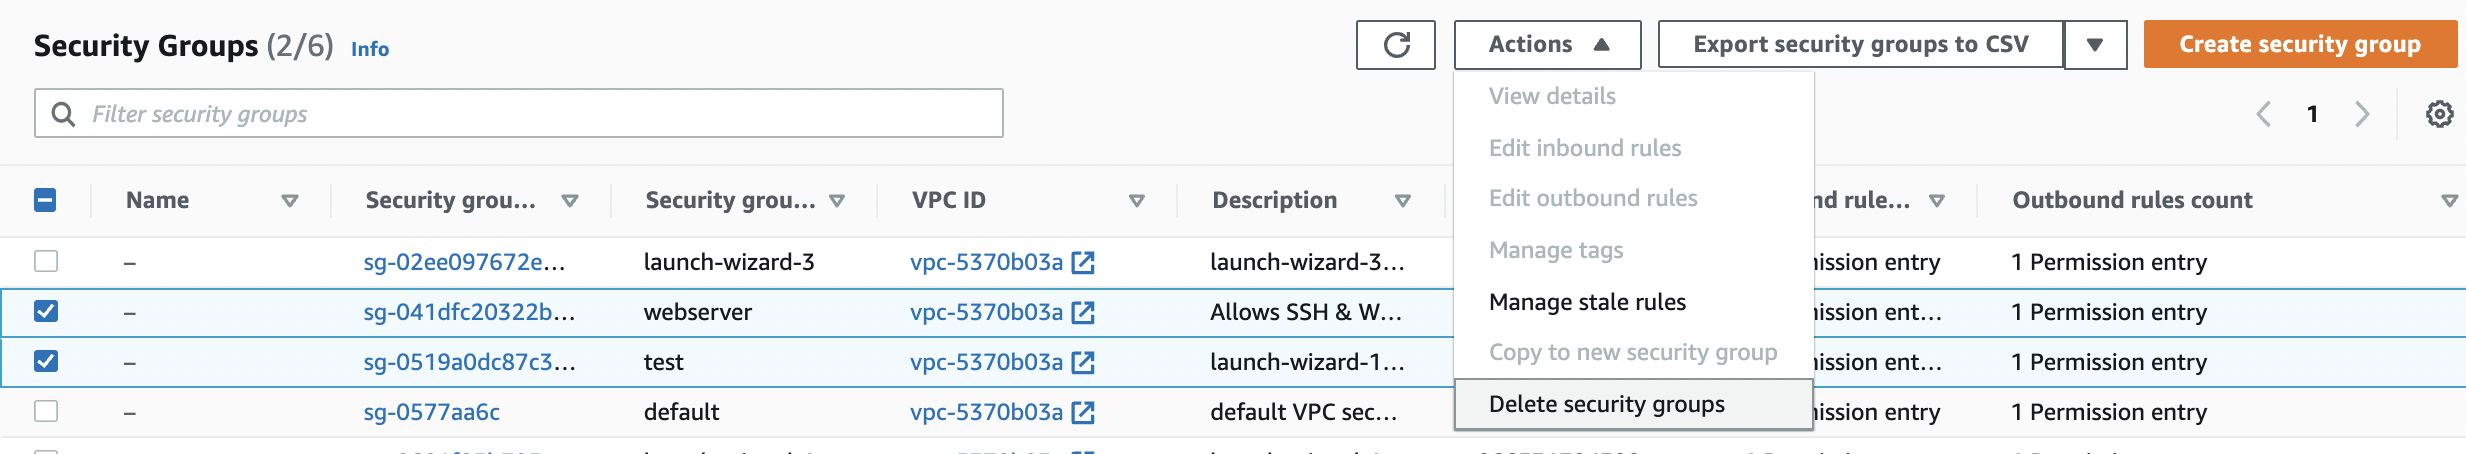 Security Groups (2/6) Info
Actions Export security groups to CSV Create security group
Filter security groups
1
View details
Edit inbound rules
Edit outbound rules
Manage tags
Manage stale rules
Copy to new security group
Delete security groups
Name Security grou... Security grou... VPC ID Description nd rule... Outbound rules count
– sg-02ee097672e... launch-wizard-3 vpc-5370b03a launch-wizard-3... ission entry 1 Permission entry
– sg-041dfc20322b... webserver vpc-5370b03a Allows SSH & W... ission ent... 1 Permission entry
– sg-0519a0dc87c3... test vpc-5370b03a launch-wizard-1... ission ent... 1 Permission entry
– sg-0577aa6c default vpc-5370b03a default VPC sec... ission entry 1 Permission entry